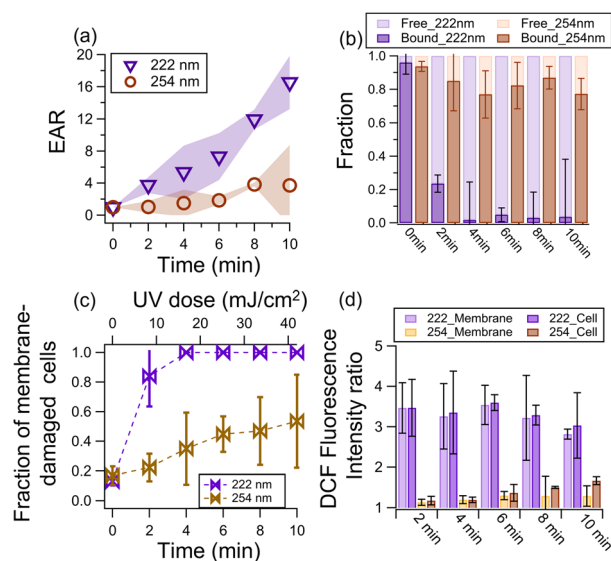 (a)
222 nm
254 nm
20
16
12
8
4
0
EAR
0 2 4 6 8 10
Time (min)
(b)
Free_222nm Free_254nm
Bound_222nm Bound_254nm
1.0
0.8
0.6
0.4
0.2
0.0
Fraction
0min 2min 4min 6min 8min 10min
(c)
UV dose (mJ/cm²)
0 10 20 30 40
1.0
0.8
0.6
0.4
0.2
0.0
Fraction of membrane-
damaged cells
222 nm
254 nm
0 2 4 6 8 10
Time (min)
(d)
222_Membrane 222_Cell
254_Membrane 254_Cell
5
4
3
2
1
DCF Fluorescence
Intensity ratio
2 min 4 min 6 min 8 min 10 min